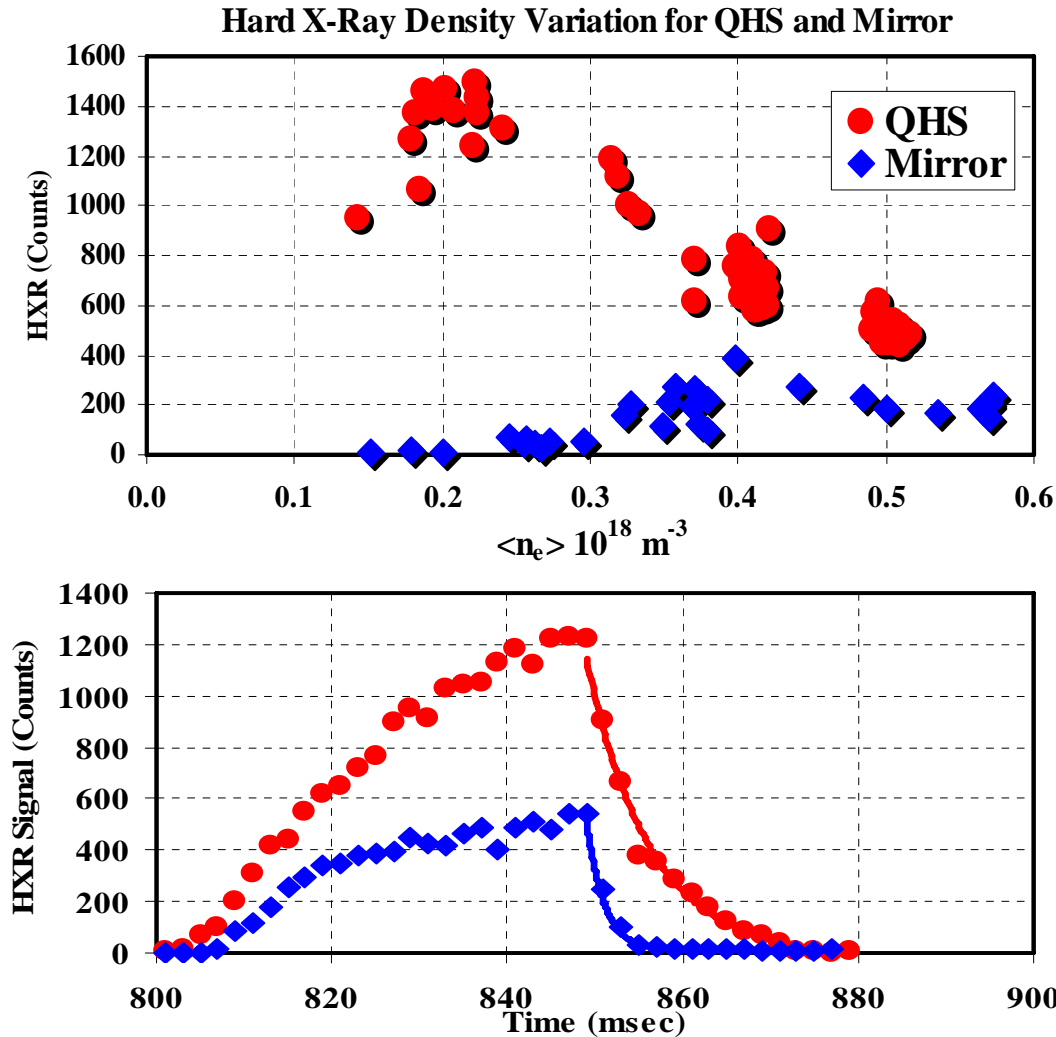 Hard X-Ray Density Variation for QHS and Mirror
1600
1400
1200
1000
800
600
400
200
0
HXR (Counts)
QHS
Mirror
0.0 0.1 0.2 0.3 0.4 0.5 0.6
<nₑ> 10¹⁸ m⁻³
1400
1200
1000
800
600
400
200
0
HXR Signal (Counts)
800 820 840 860 880 900
Time (msec)